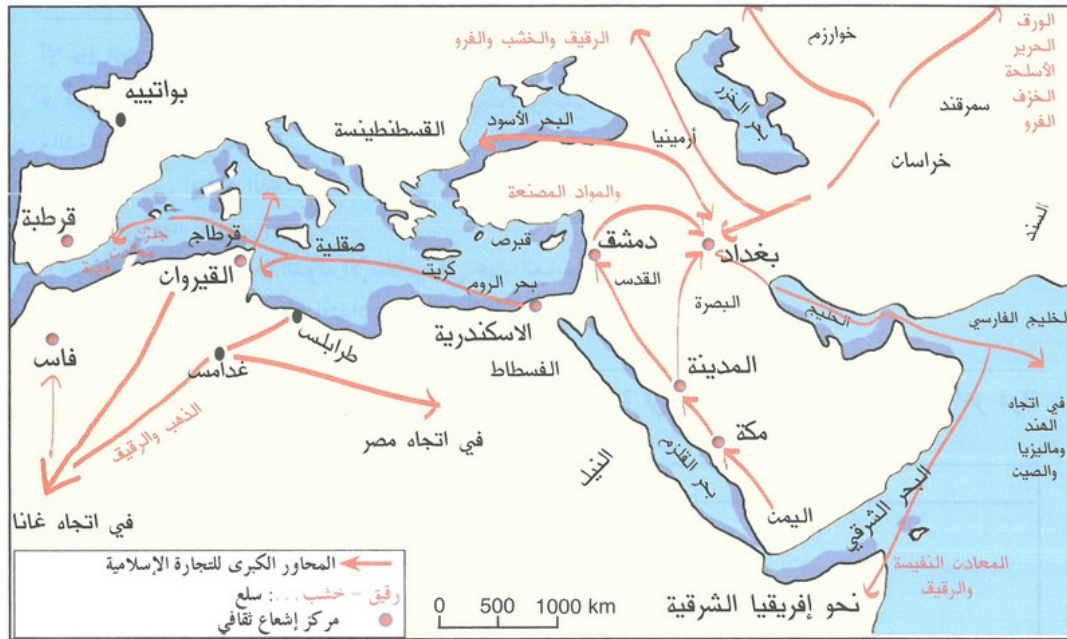 الورق
الحرير
الأسلحة
الخزف
الفرو
خوارزم
الرقيق والخشب والفرو
سمرقند
بحر الخزر
بواتييه
القسطنطينسة
البحر الأسود
أرمينيا
خراسان
السند
والمواد المصنعة
قرطبة
قرطاج
صقلية
قبرص
دمشق
بغداد
القيروان
كريت
بحر الروم
القدس
البصرة
الخليج
لخليج الفارسي
الاسكندرية
طرابلس
فاس
غدامس
الفسطاط
المدينة
في اتجاه
الهند
وماليزيا
والصين
الذهب والرقيق
في اتجاه مصر
النيل
بحر القلزم
مكة
اليمن
البحر الشرقي
في اتجاه غانا
المعادن النفيسة
والرقيق
نحو إفريقيا الشرقية
المحاور الكبرى للتجارة الإسلامية
رقيق - خشب ...: سلع
مركز إشعاع ثقافي
0 500 1000 km